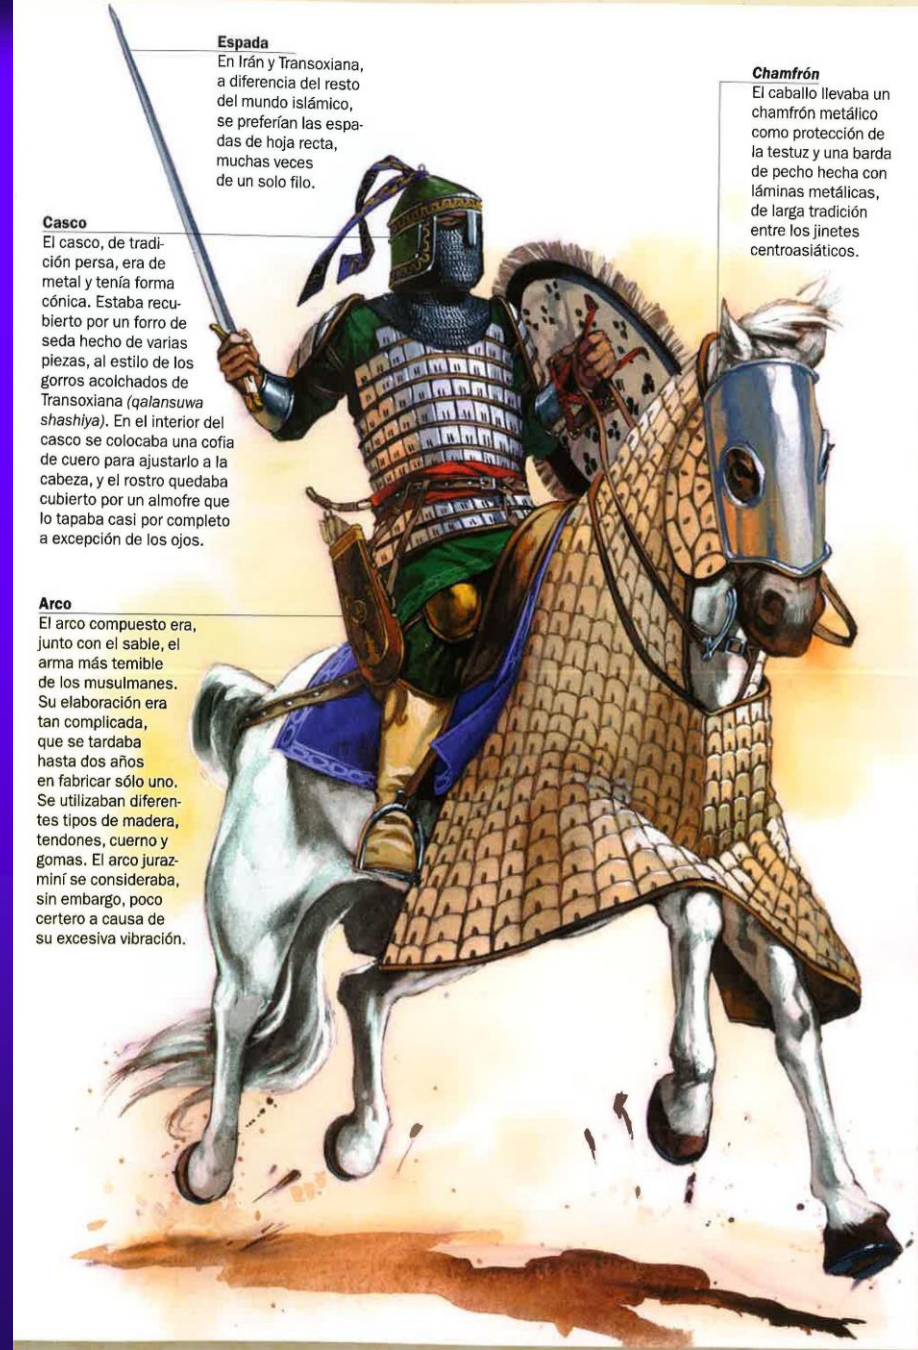 Espada
En Irán y Transoxiana,
a diferencia del resto
del mundo islámico,
se preferían las espa-
das de hoja recta,
muchas veces
de un solo filo.
Chamfrón
El caballo llevaba un
chamfrón metálico
como protección de
la testuz y una barda
de pecho hecha con
láminas metálicas,
de larga tradición
entre los jinetes
centroasiáticos.
Casco
El casco, de tradi-
ción persa, era de
metal y tenía forma
cónica. Estaba recu-
bierto por un forro de
seda hecho de varias
piezas, al estilo de los
gorros acolchados de
Transoxiana (qalansuwa
shashiya). En el interior del
casco se colocaba una cofia
de cuero para ajustarlo a la
cabeza, y el rostro quedaba
cubierto por un almofre que
lo tapaba casi por completo
a excepción de los ojos.
Arco
El arco compuesto era,
junto con el sable, el
arma más temible
de los musulmanes.
Su elaboración era
tan complicada,
que se tardaba
hasta dos años
en fabricar sólo uno.
Se utilizaban diferen-
tes tipos de madera,
tendones, cuerno y
gomas. El arco juraz-
miní se consideraba,
sin embargo, poco
certero a causa de
su excesiva vibración.